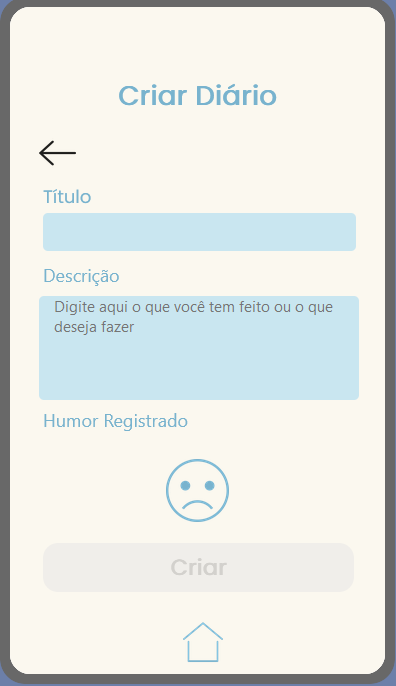 Criar Diário
Título
Descrição
Digite aqui o que você tem feito ou o que
deseja fazer
Humor Registrado
Criar